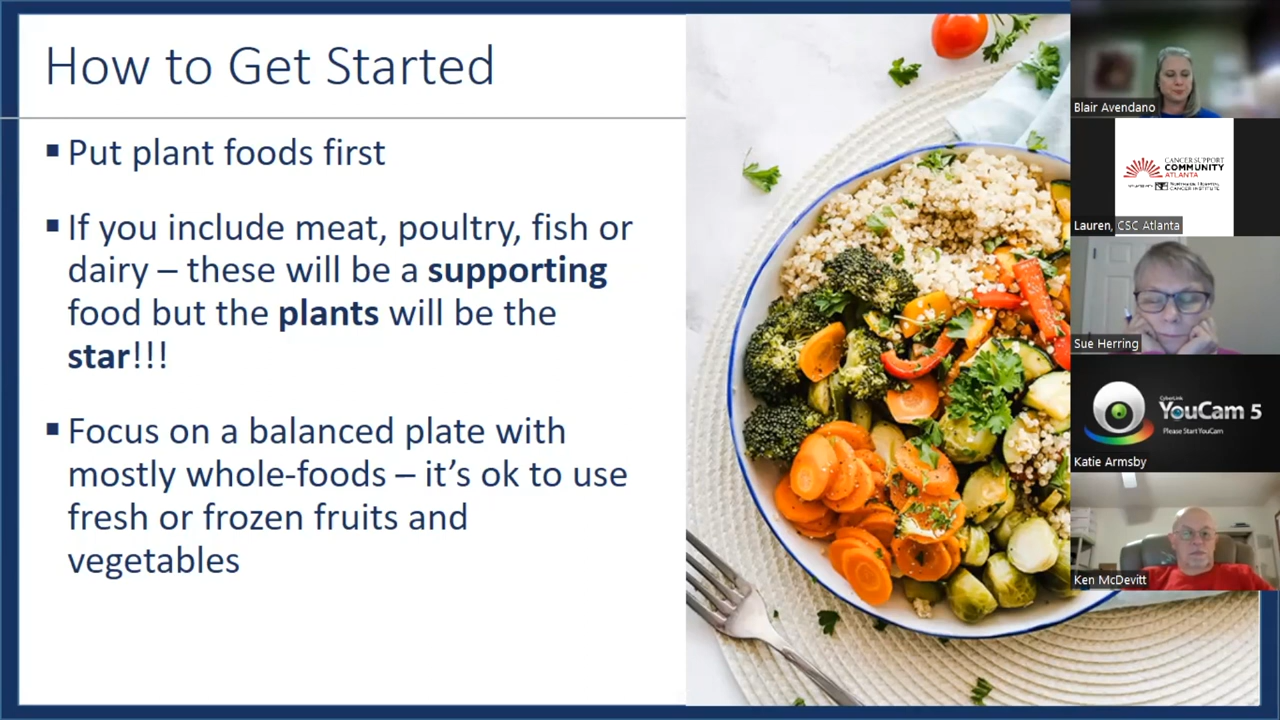 How to Get Started
▪ Put plant foods first
▪ If you include meat, poultry, fish or
dairy – these will be a supporting
food but the plants will be the
star!!!
▪ Focus on a balanced plate with
mostly whole-foods – it’s ok to use
fresh or frozen fruits and
vegetables
Blair Avendano
CANCER SUPPORT
COMMUNITY
ATLANTA
Lauren, CSC Atlanta
Sue Herring
CyberLink
YouCam 5
Please Start YouCam
Katie Armsby
Ken McDevitt